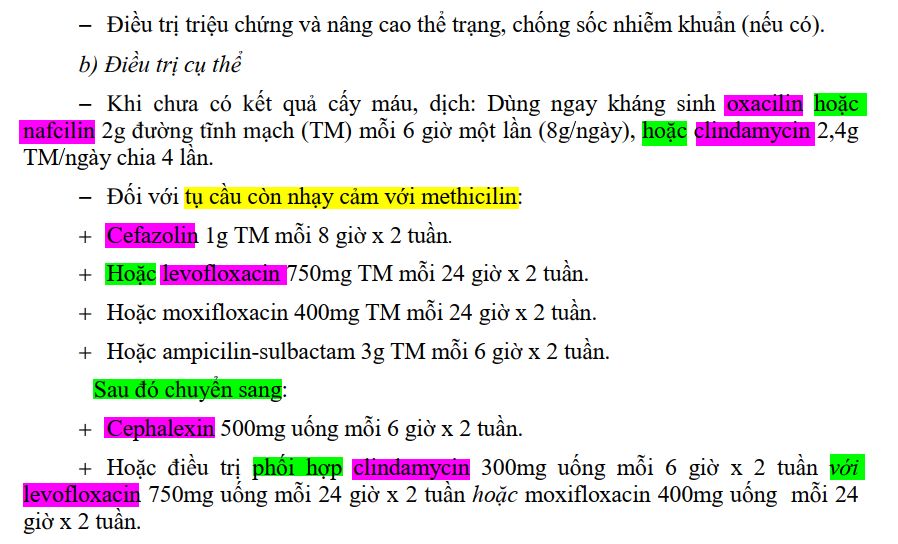 – Điều trị triệu chứng và nâng cao thể trạng, chống sốc nhiễm khuẩn (nếu có).
b) Điều trị cụ thể
– Khi chưa có kết quả cấy máu, dịch: Dùng ngay kháng sinh oxacilin hoặc
nafcilin 2g đường tĩnh mạch (TM) mỗi 6 giờ một lần (8g/ngày), hoặc clindamycin 2,4g
TM/ngày chia 4 lần.
– Đối với tụ cầu còn nhạy cảm với methicilin:
+ Cefazolin 1g TM mỗi 8 giờ x 2 tuần.
+ Hoặc levofloxacin 750mg TM mỗi 24 giờ x 2 tuần.
+ Hoặc moxifloxacin 400mg TM mỗi 24 giờ x 2 tuần.
+ Hoặc ampicilin-sulbactam 3g TM mỗi 6 giờ x 2 tuần.
Sau đó chuyển sang:
+ Cephalexin 500mg uống mỗi 6 giờ x 2 tuần.
+ Hoặc điều trị phối hợp clindamycin 300mg uống mỗi 6 giờ x 2 tuần với
levofloxacin 750mg uống mỗi 24 giờ x 2 tuần hoặc moxifloxacin 400mg uống mỗi 24
giờ x 2 tuần.